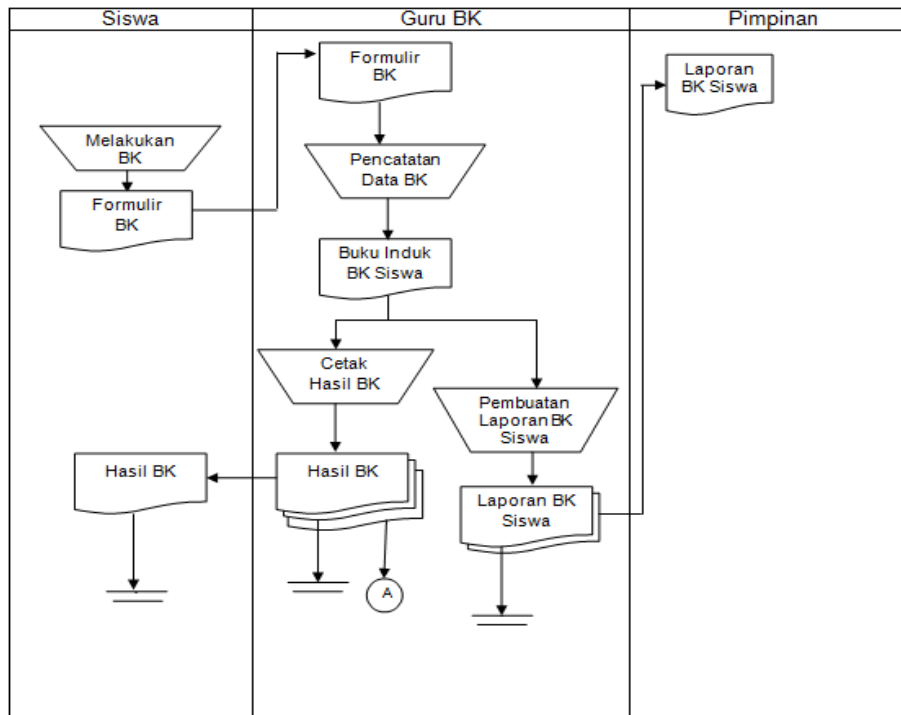 Siswa
Guru BK
Pimpinan
Formulir
BK
Laporan
BK Siswa
Melakukan
BK
Pencatatan
Data BK
Formulir
BK
Buku Induk
BK Siswa
Cetak
Hasil BK
Pembuatan
Laporan BK
Siswa
Hasil BK
Hasil BK
Laporan BK
Siswa
A